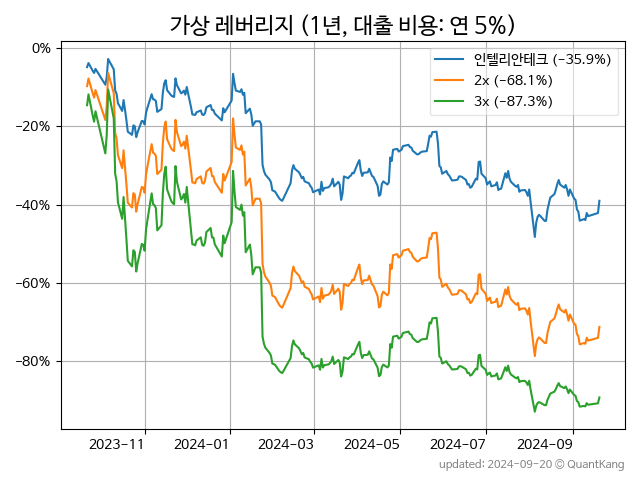 가상 레버리지 (1년, 대출 비용: 연 5%)
0%
−20%
−40%
−60%
−80%
인텔리안테크 (−35.9%)
2x (−68.1%)
3x (−87.3%)
2023-11
2024-01
2024-03
2024-05
2024-07
2024-09
updated: 2024-09-20 © QuantKang